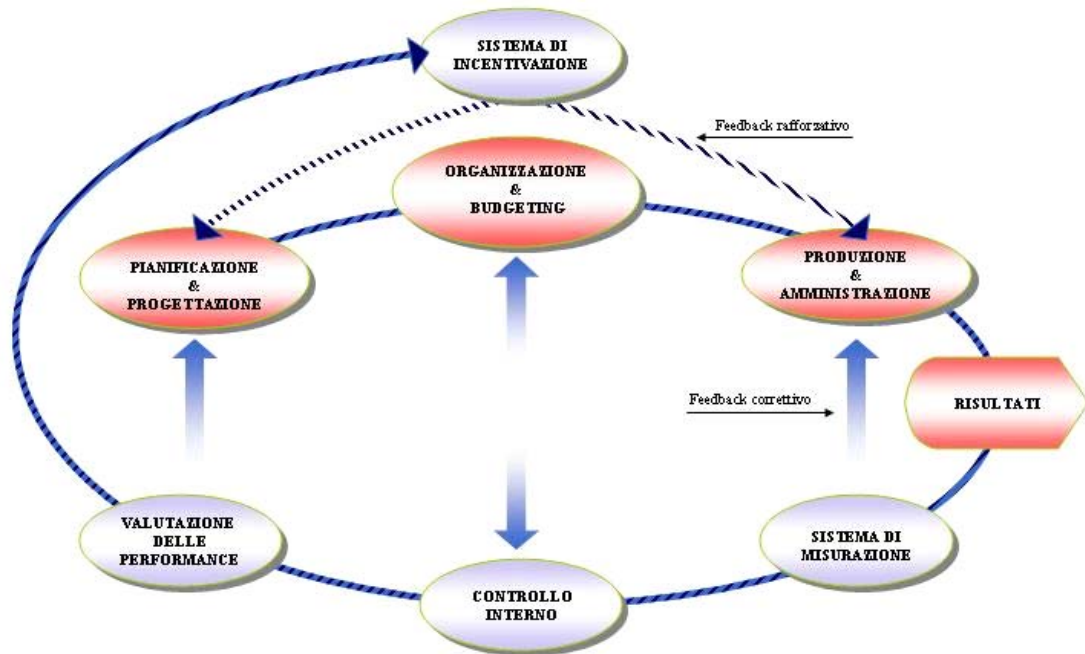 SISTEMA DI
INCENTIVAZIONE
Feedback rafforzativo
ORGANIZZAZIONE
&
BUDGETING
PIANIFICAZIONE
&
PROGETTAZIONE
PRODUZIONE
&
AMMINISTRAZIONE
Feedback correttivo
RISULTATI
VALUTAZIONE
DELLE
PERFORMANCE
SISTEMA DI
MISURAZIONE
CONTROLLO
INTERNO